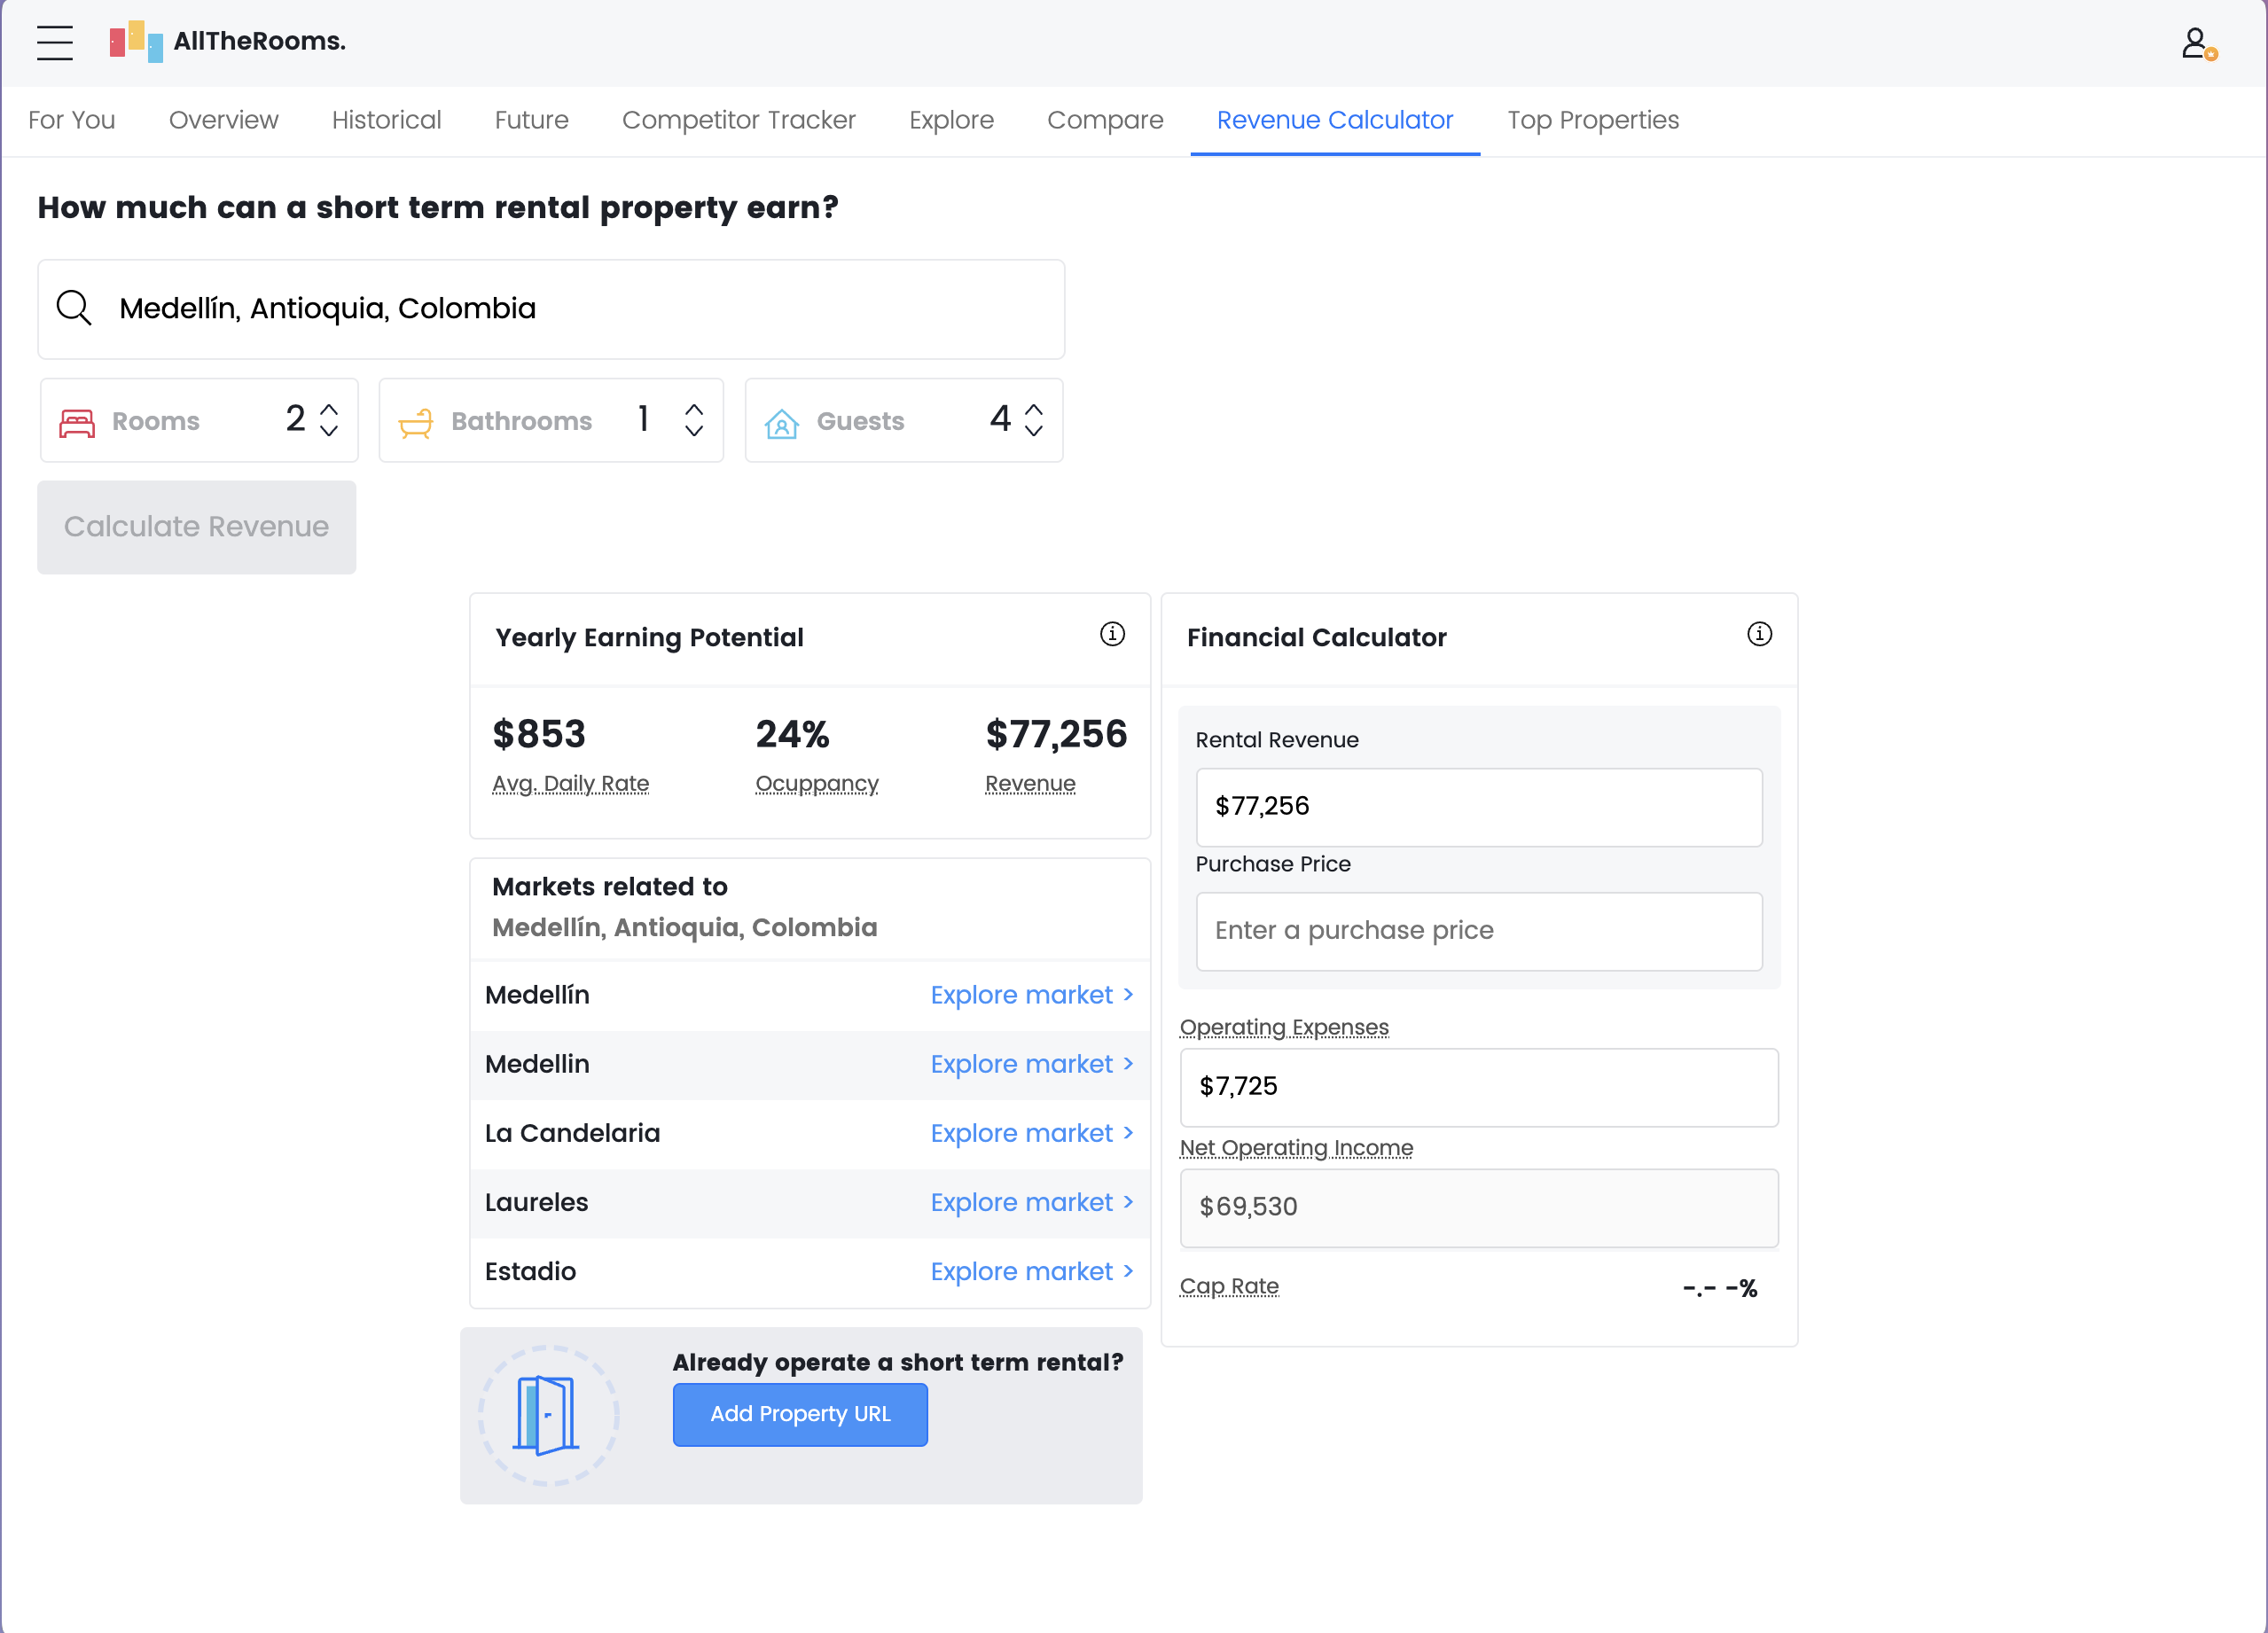 AllTheRooms.
For You Overview Historical Future Competitor Tracker Explore Compare Revenue Calculator Top Properties
How much can a short term rental property earn?
Medellín, Antioquia, Colombia
Rooms 2 Bathrooms 1 Guests 4
Calculate Revenue
Yearly Earning Potential
$853 24% $77,256
Avg. Daily Rate Ocuppancy Revenue
Markets related to
Medellín, Antioquia, Colombia
Medellín Explore market >
Medellin Explore market >
La Candelaria Explore market >
Laureles Explore market >
Estadio Explore market >
Already operate a short term rental?
Add Property URL
Financial Calculator
Rental Revenue
$77,256
Purchase Price
Enter a purchase price
Operating Expenses
$7,725
Net Operating Income
$69,530
Cap Rate -.- -%